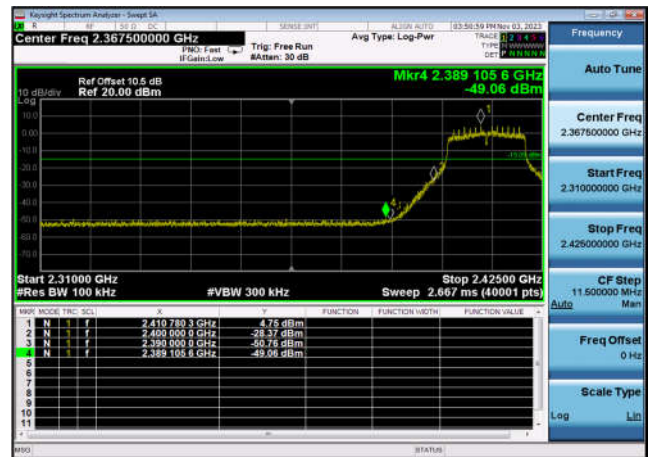 Keysight Spectrum Analyzer - Swept SA
R RF 50 Ω DC SENSE:INT ALIGN AUTO 03:50:59 PM Nov 03, 2023
Center Freq 2.367500000 GHz
PNO: Fast
IFGain:Low
Trig: Free Run
#Atten: 30 dB
Avg Type: Log-Pwr
TRACE 1 2 3 4 5 6
TYPE M WWWWW
DET P NNNNN
Ref Offset 10.5 dB
Ref 20.00 dBm
Mkr4 2.389 105 6 GHz
-49.06 dBm
10 dB/div
Log
10.0
0.00
-10.0
-20.0
-30.0
-40.0
-50.0
-60.0
-70.0
1
4
Start 2.31000 GHz
Stop 2.42500 GHz
#Res BW 100 kHz
#VBW 300 kHz
Sweep 2.667 ms (40001 pts)
MKR MODE TRC SCL X Y FUNCTION FUNCTION WIDTH FUNCTION VALUE
1 N 1 f 2.410 780 3 GHz 4.75 dBm
2 N 1 f 2.400 000 0 GHz -28.37 dBm
3 N 1 f 2.390 000 0 GHz -50.76 dBm
4 N 1 f 2.389 105 6 GHz -49.06 dBm
5
6
7
8
9
10
11
MSG
STATUS
Frequency
Auto Tune
Center Freq
2.367500000 GHz
Start Freq
2.310000000 GHz
Stop Freq
2.425000000 GHz
CF Step
11.500000 MHz
Auto Man
Freq Offset
0 Hz
Scale Type
Log Lin